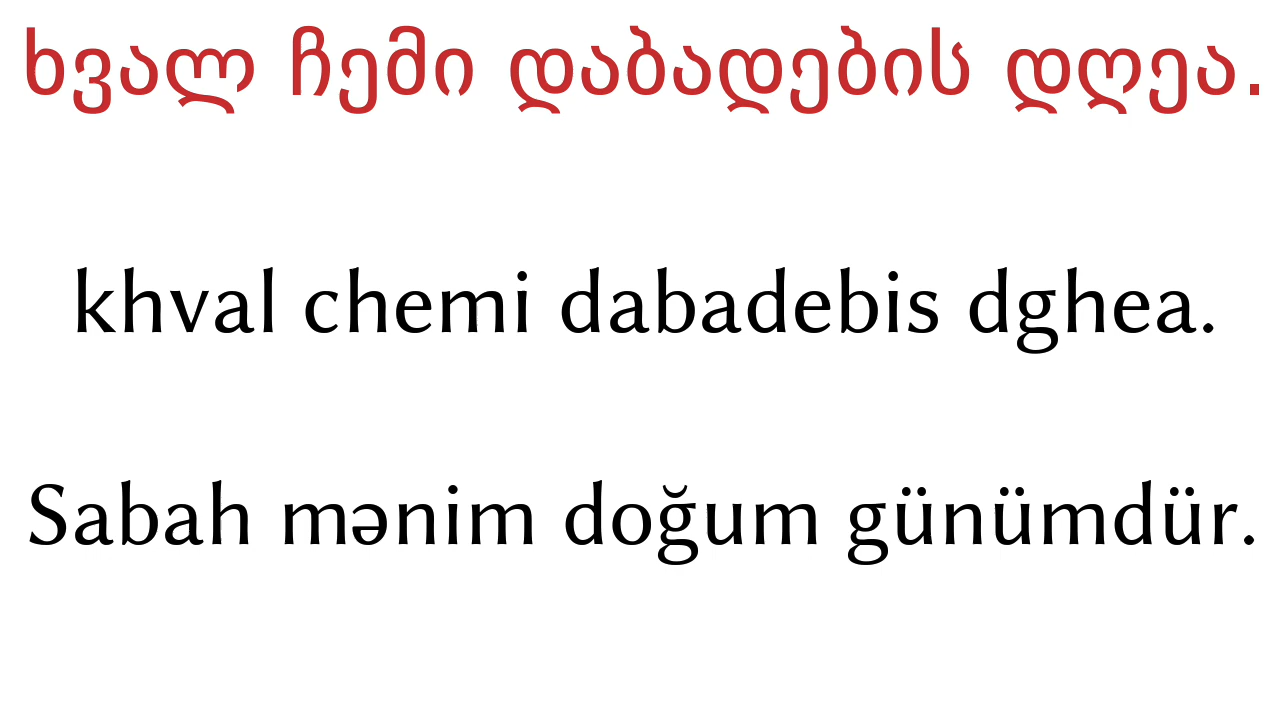 ხვალ ჩემი დაბადების დღეა.
khval chemi dabadebis dghea.
Sabah mənim doğum günümdür.